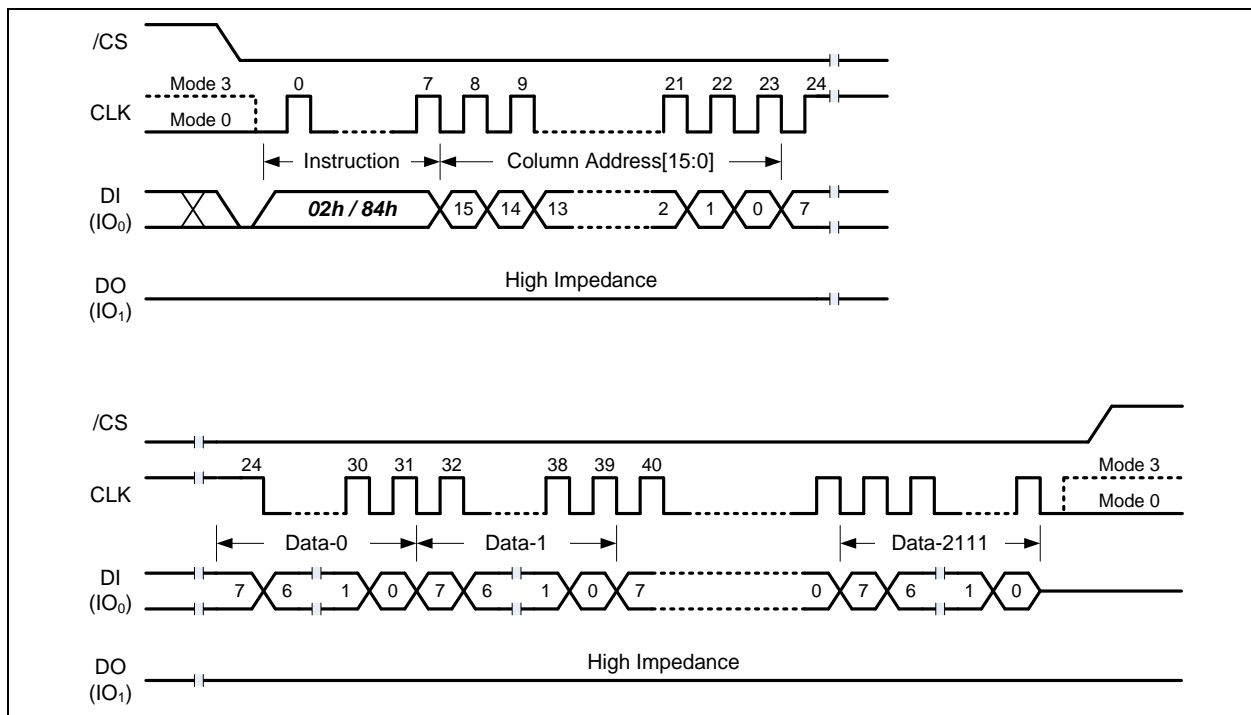 /CS
Mode 3 0 7 8 9 21 22 23 24
CLK
Mode 0
Instruction Column Address[15:0]
DI
(IO₀)
02h / 84h 15 14 13 2 1 0 7
High Impedance
DO
(IO₁)
/CS
24 30 31 32 38 39 40 Mode 3
CLK
Mode 0
Data-0 Data-1 Data-2111
DI
(IO₀)
7 6 1 0 7 6 1 0 7 0 7 6 1 0
High Impedance
DO
(IO₁)